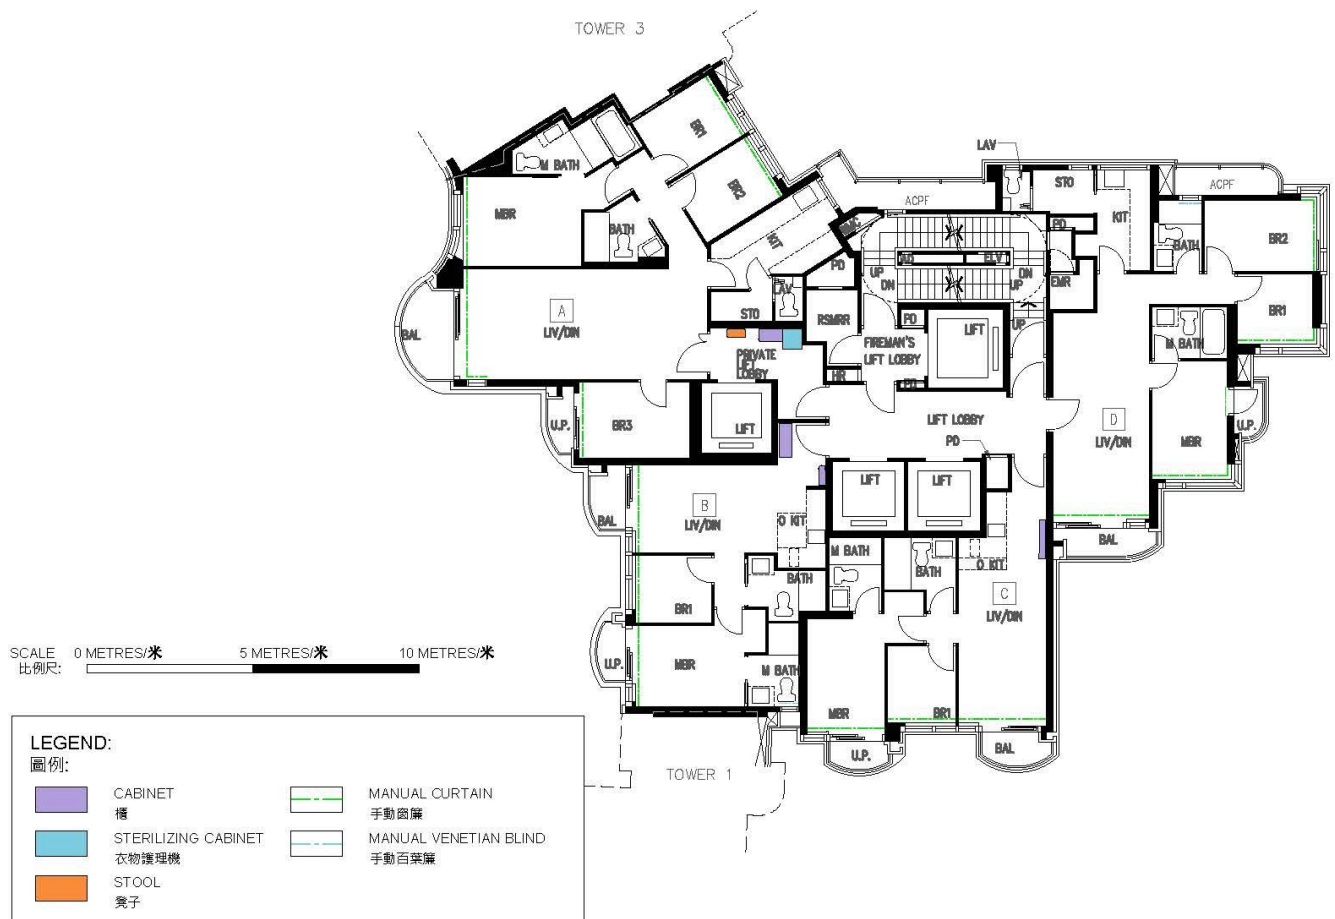 TOWER 3
LAV
BR1
M BATH
STO
ACPF
BR2
ACPF
MBR
KIT
PD
BATH
KIT
RMC
BATH
BR2
PD
AD
ELV
UP
DN
DN
UP
EMR
LAV
A
LIV/DIN
BAL
STO
RSMRR
PD
LIFT
UP
BR1
M BATH
PRIVATE
LIFT
LOBBY
FIREMAN'S
LIFT LOBBY
HR
PD
U.P.
BR3
LIFT
LIFT LOBBY
PD
D
LIV/DIN
MBR
U.P.
LIFT
LIFT
B
LIV/DIN
BAL
O KIT
BAL
M BATH
BATH
O KIT
BATH
BR1
C
LIV/DIN
SCALE 0 METRES/米 5 METRES/米 10 METRES/米
比例尺:
U.P.
MBR
M BATH
MBR
BR1
U.P.
BAL
TOWER 1
LEGEND:
圖例:
CABINET
櫃
MANUAL CURTAIN
手動窗簾
STERILIZING CABINET
衣物護理機
MANUAL VENETIAN BLIND
手動百葉簾
STOOL
凳子